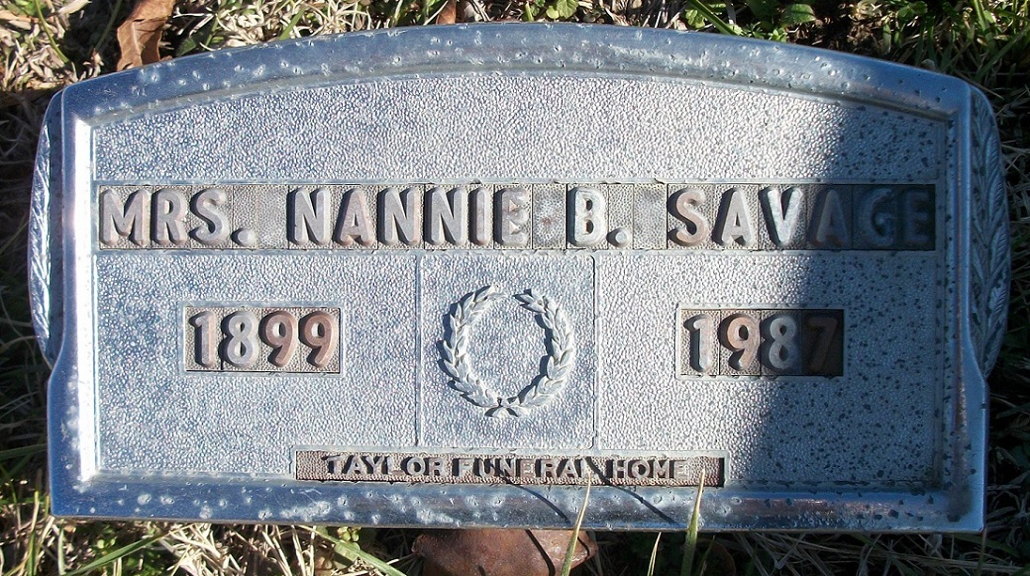 MRS. NANNIE B. SAVAGE
1899 1987
TAYLOR FUNERAL HOME